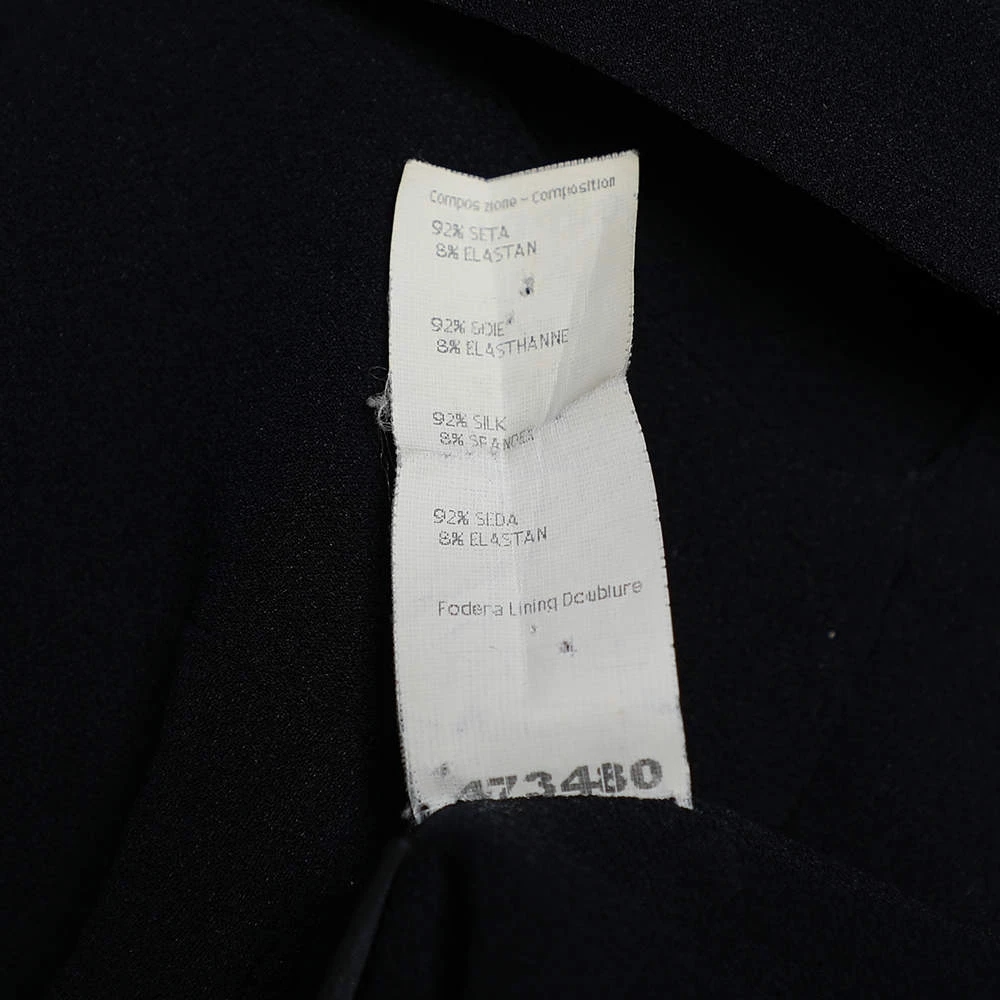 Composizione - Composition
92% SETA
8% ELASTAN
92% SOIE
8% ELASTHANNE
92% SILK
8% SPANDEX
92% SEDA
8% ELASTAN
Fodera Lining Doublure
473480